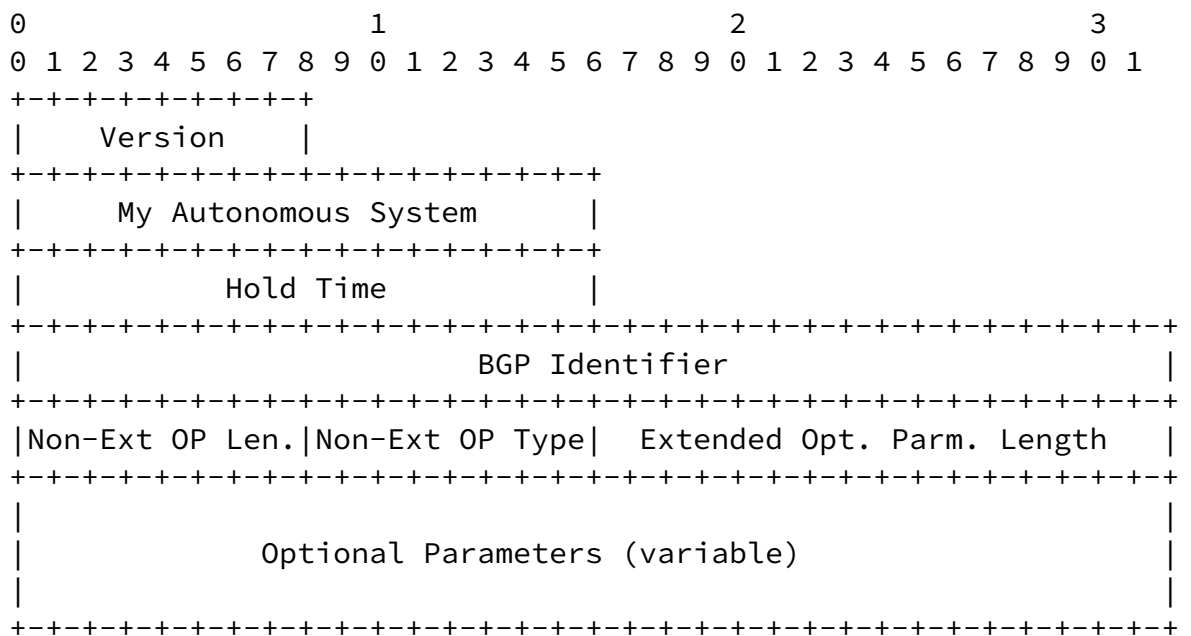 0                   1                   2                   3
0 1 2 3 4 5 6 7 8 9 0 1 2 3 4 5 6 7 8 9 0 1 2 3 4 5 6 7 8 9 0 1
+-+-+-+-+-+-+-+-+
|    Version    |
+-+-+-+-+-+-+-+-+-+-+-+-+-+-+-+-+
|     My Autonomous System      |
+-+-+-+-+-+-+-+-+-+-+-+-+-+-+-+-+
|           Hold Time           |
+-+-+-+-+-+-+-+-+-+-+-+-+-+-+-+-+-+-+-+-+-+-+-+-+-+-+-+-+-+-+-+-+
|                         BGP Identifier                        |
+-+-+-+-+-+-+-+-+-+-+-+-+-+-+-+-+-+-+-+-+-+-+-+-+-+-+-+-+-+-+-+-+
|Non-Ext OP Len.|Non-Ext OP Type|  Extended Opt. Parm. Length   |
+-+-+-+-+-+-+-+-+-+-+-+-+-+-+-+-+-+-+-+-+-+-+-+-+-+-+-+-+-+-+-+-+
|                                                               |
|             Optional Parameters (variable)                    |
|                                                               |
+-+-+-+-+-+-+-+-+-+-+-+-+-+-+-+-+-+-+-+-+-+-+-+-+-+-+-+-+-+-+-+-+